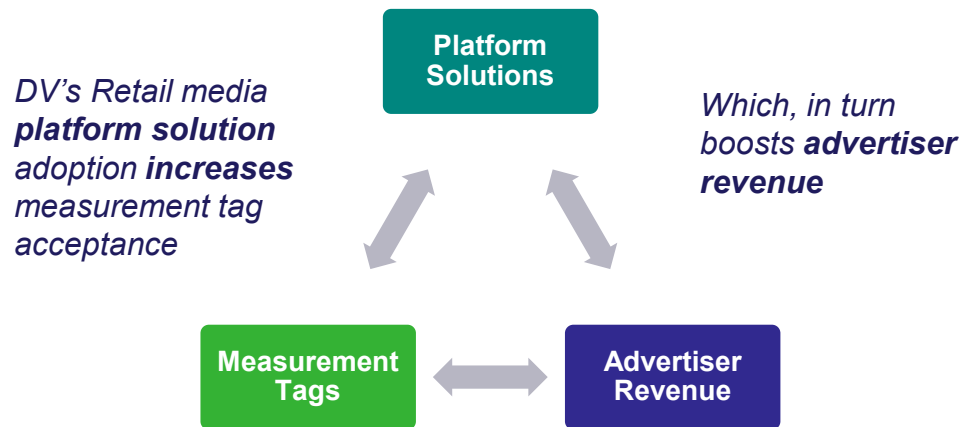 Platform
Solutions
DV’s Retail media
platform solution
adoption increases
measurement tag
acceptance
Which, in turn
boosts advertiser
revenue
Measurement
Tags
Advertiser
Revenue